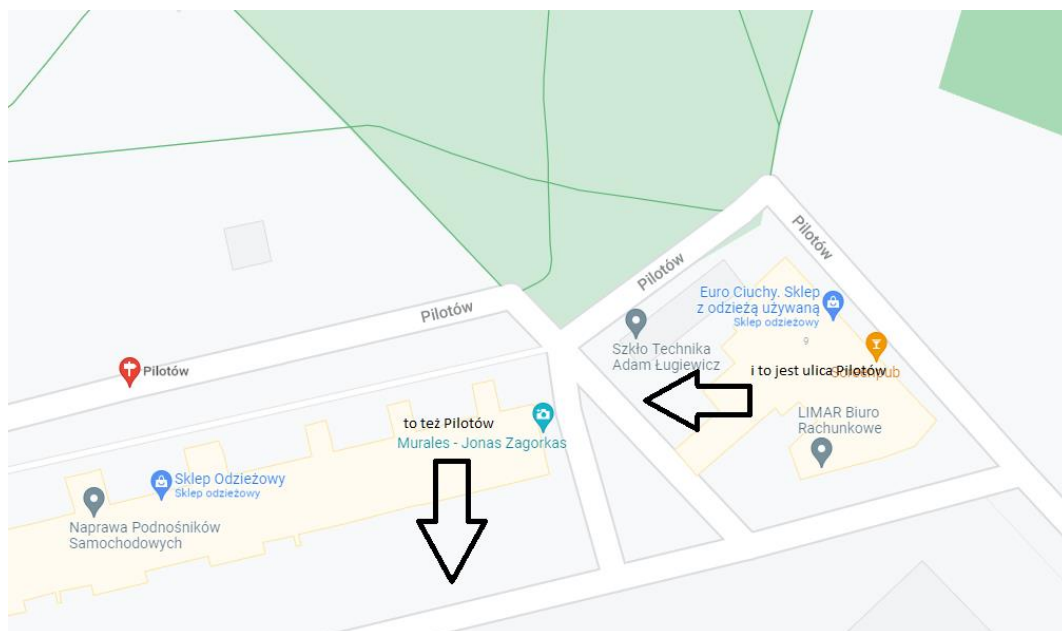 Pilotów
Pilotów
Pilotów
Pilotów
Euro Ciuchy. Sklep
z odzieżą używaną
Sklep odzieżowy
9
Szkło Technika
Adam Ługiewicz
i to jest ulica Pilotów
LIMAR Biuro
Rachunkowe
to też Pilotów
Murales - Jonas Zagorkas
Sklep Odzieżowy
Sklep odzieżowy
Naprawa Podnośników
Samochodowych